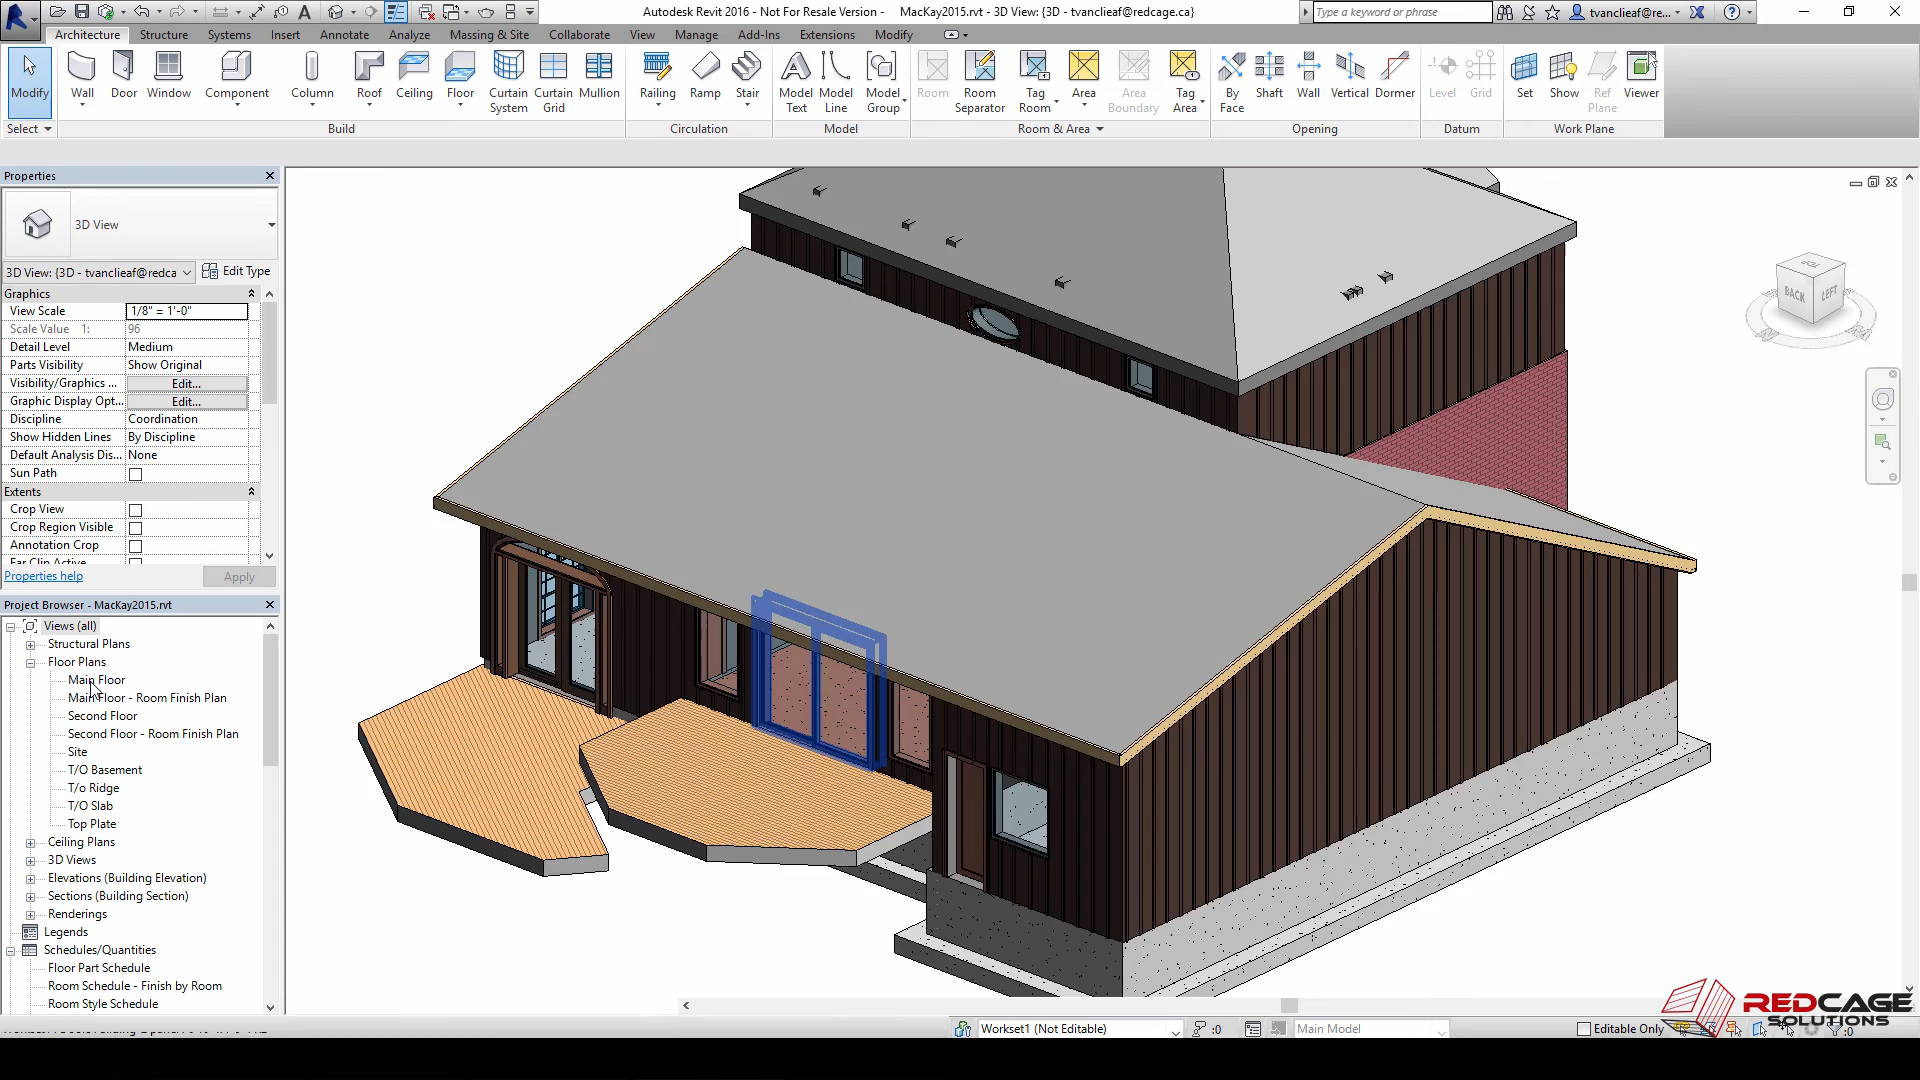 Autodesk Revit 2016 - Not For Resale Version - MacKay2015.rvt - 3D View: {3D - tvanclieaf@redcage.ca}
Type a keyword or phrase
tvanclieaf@re...
Architecture Structure Systems Insert Annotate Analyze Massing & Site Collaborate View Manage Add-Ins Extensions Modify
Modify
Wall
Door
Window
Component
Column
Roof
Ceiling
Floor
Curtain System
Curtain Grid
Mullion
Railing
Ramp
Stair
Model Text
Model Line
Model Group
Room
Room Separator
Tag Room
Area
Area Boundary
Tag Area
By Face
Shaft
Wall
Vertical
Dormer
Level
Grid
Set
Show
Ref Plane
Viewer
Select
Build
Circulation
Model
Room & Area
Opening
Datum
Work Plane
Properties
3D View
3D View: {3D - tvanclieaf@redca
Edit Type
Graphics
View Scale 1/8" = 1'-0"
Scale Value 1: 96
Detail Level Medium
Parts Visibility Show Original
Visibility/Graphics ... Edit...
Graphic Display Opt... Edit...
Discipline Coordination
Show Hidden Lines By Discipline
Default Analysis Dis... None
Sun Path
Extents
Crop View
Crop Region Visible
Annotation Crop
Far Clip Active
Properties help
Apply
Project Browser - MacKay2015.rvt
Views (all)
Structural Plans
Floor Plans
Main Floor
Main Floor - Room Finish Plan
Second Floor
Second Floor - Room Finish Plan
Site
T/O Basement
T/o Ridge
T/O Slab
Top Plate
Ceiling Plans
3D Views
Elevations (Building Elevation)
Sections (Building Section)
Renderings
Legends
Schedules/Quantities
Floor Part Schedule
Room Schedule - Finish by Room
Room Style Schedule
TOP
BACK
LEFT
Workset1 (Not Editable)
:0
Main Model
Editable Only
:0
REDCAGE
SOLUTIONS